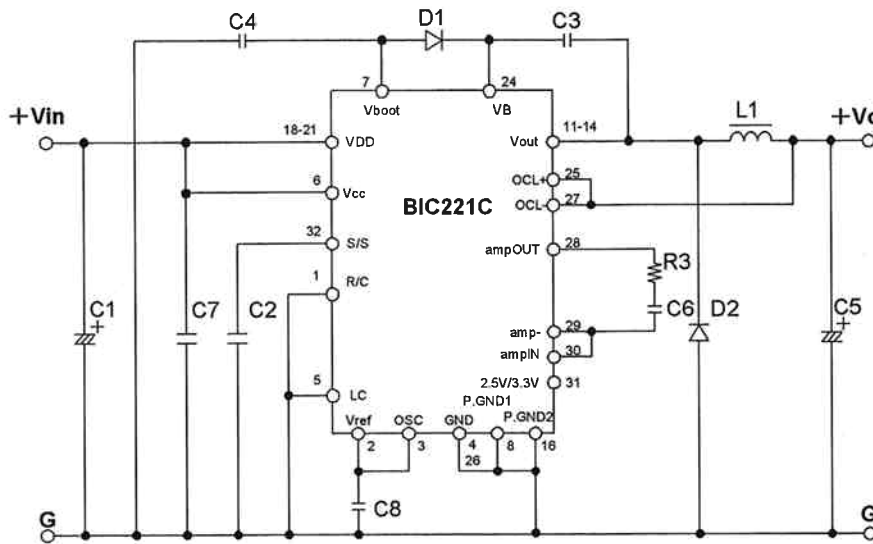 C4
D1
C3
7
24
Vboot
VB
+Vin
18-21
VDD
Vout
11-14
L1
+Vo
6
Vcc
OCL+
25
OCL-
27
BIC221C
32
S/S
ampOUT
28
R3
1
R/C
C1
+
C7
C2
C6
D2
C5
+
amp-
29
ampIN
30
2.5V/3.3V
31
5
LC
P.GND1
Vref
OSC
GND
P.GND2
2
3
4
8
16
26
C8
G
G